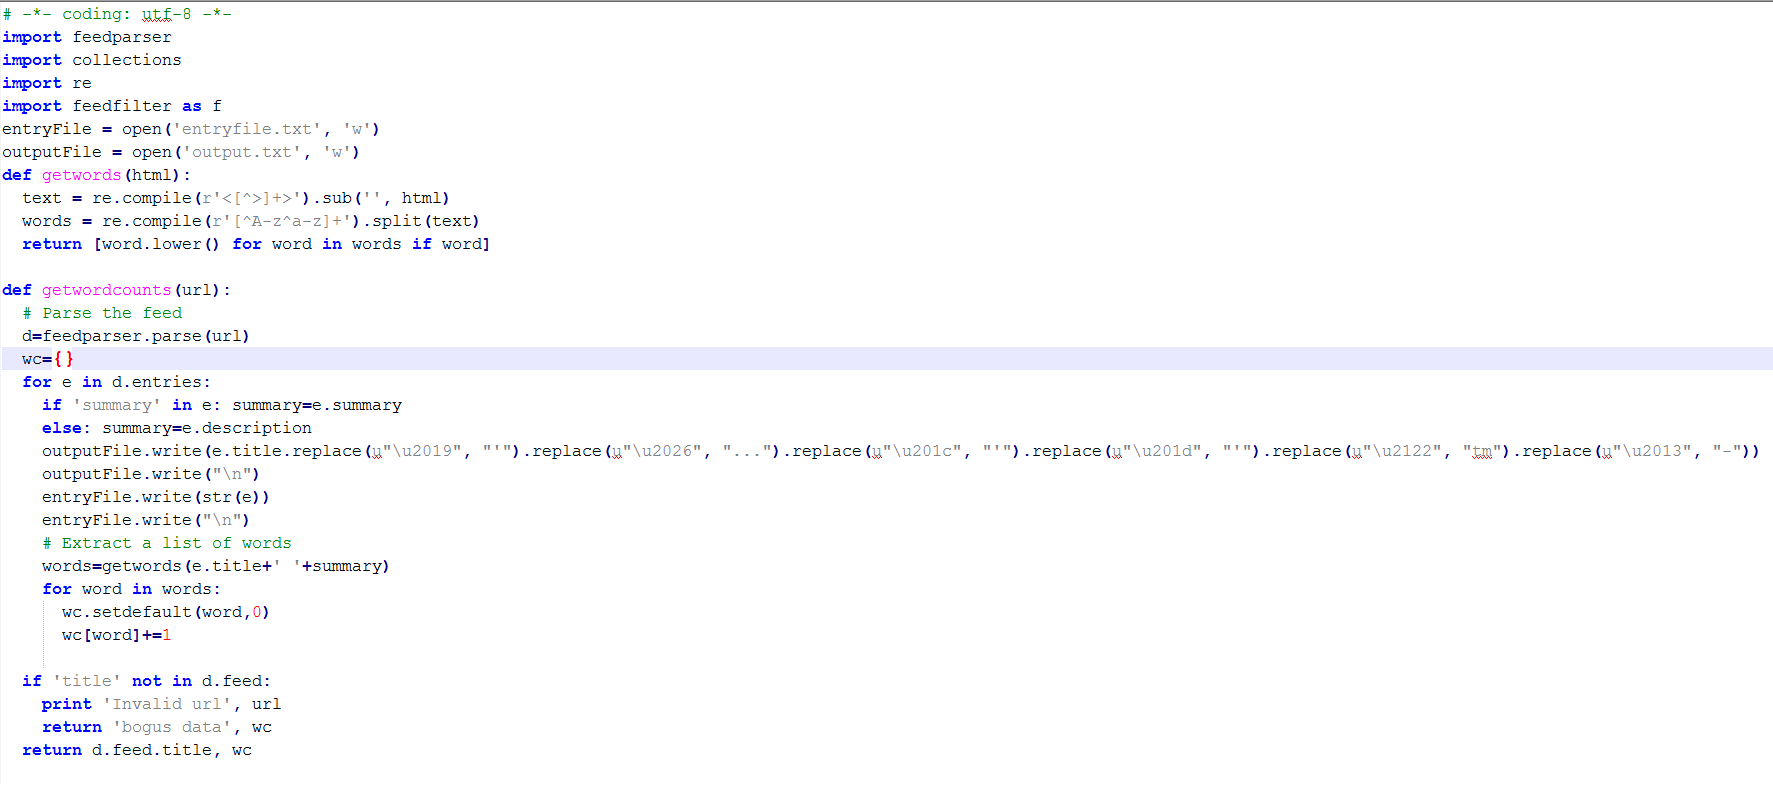 # -*- coding: utf-8 -*-
import feedparser
import collections
import re
import feedfilter as f
entryFile = open('entryfile.txt', 'w')
outputFile = open('output.txt', 'w')
def getwords(html):
  text = re.compile(r'<[^>]+>').sub('', html)
  words = re.compile(r'[^A-z^a-z]+').split(text)
  return [word.lower() for word in words if word]

def getwordcounts(url):
  # Parse the feed
  d=feedparser.parse(url)
  wc={}
  for e in d.entries:
    if 'summary' in e: summary=e.summary
    else: summary=e.description
    outputFile.write(e.title.replace(u"\u2019", "'").replace(u"\u2026", "...").replace(u"\u201c", "'").replace(u"\u201d", "'").replace(u"\u2122", "tm").replace(u"\u2013", "-"))
    outputFile.write("\n")
    entryFile.write(str(e))
    entryFile.write("\n")
    # Extract a list of words
    words=getwords(e.title+' '+summary)
    for word in words:
      wc.setdefault(word,0)
      wc[word]+=1

  if 'title' not in d.feed:
    print 'Invalid url', url
    return 'bogus data', wc
  return d.feed.title, wc